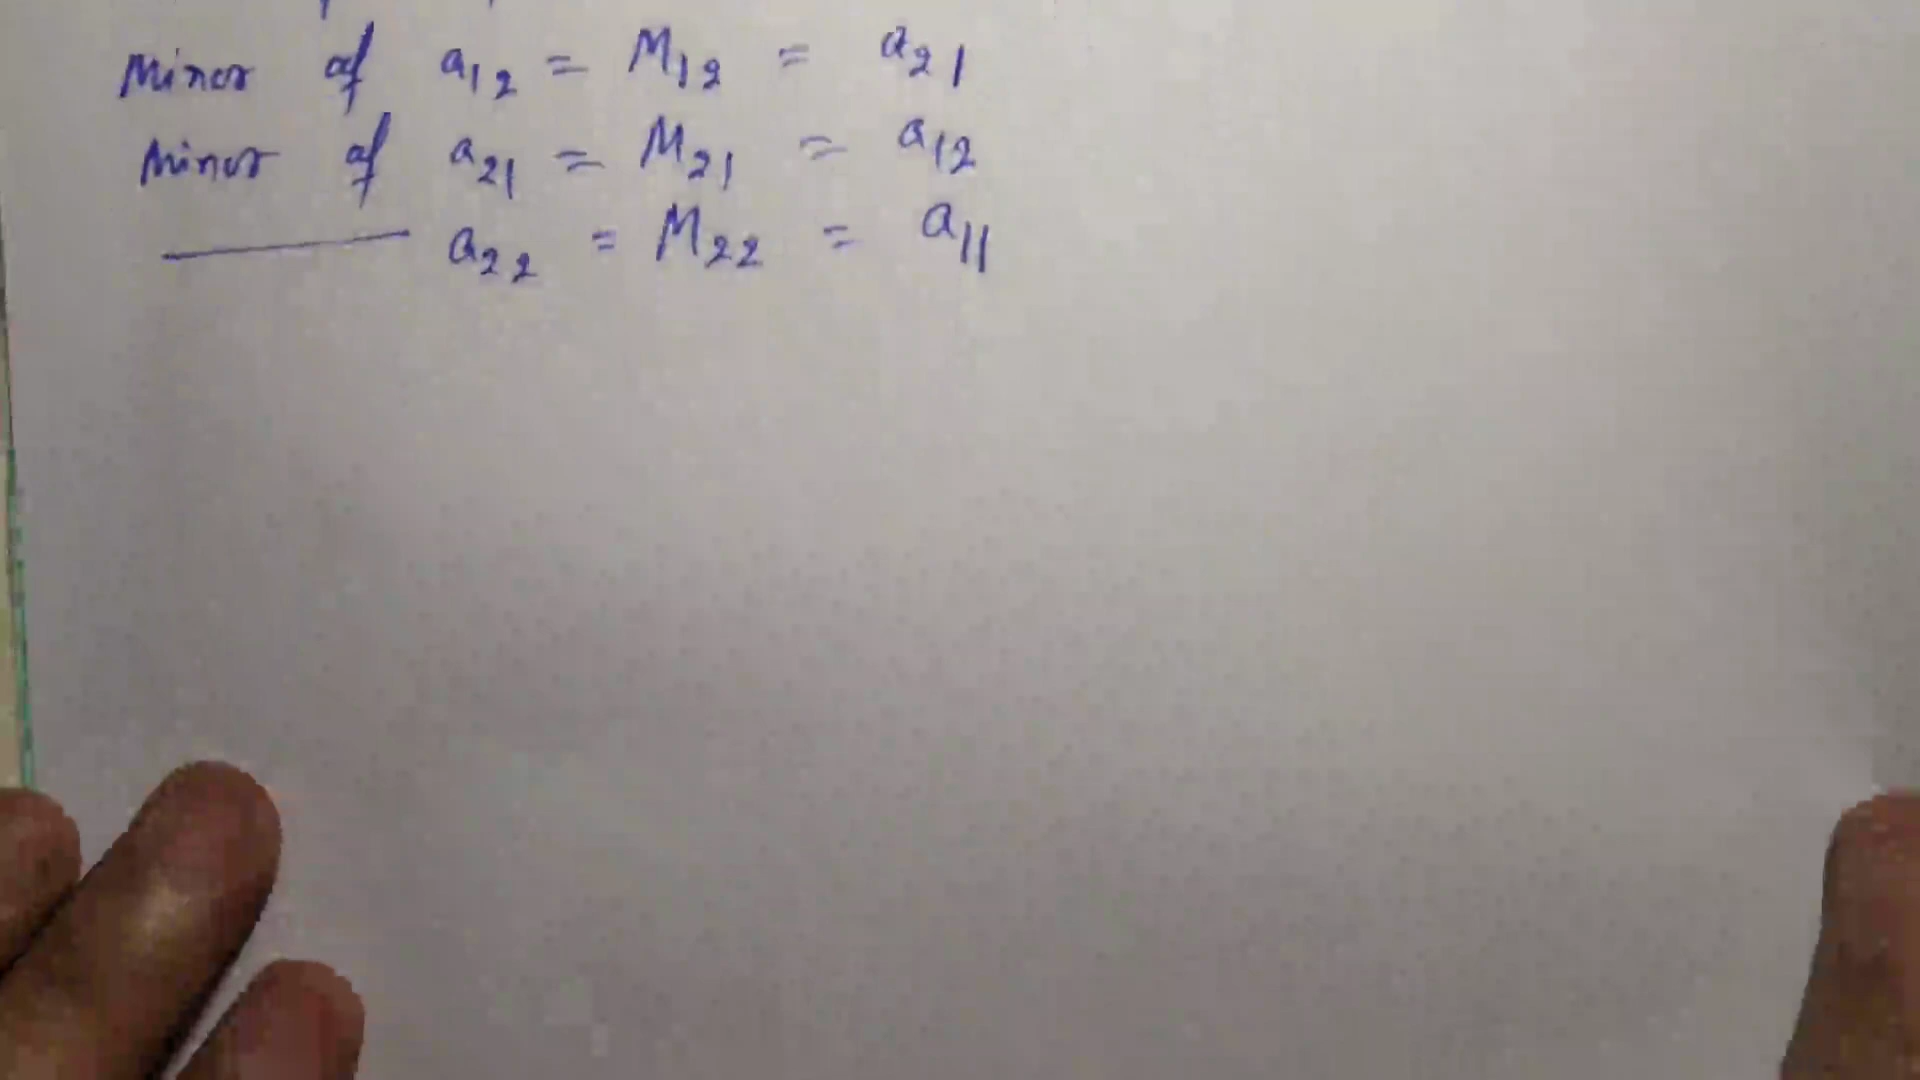 Minor of a₁₂ = M₁₂ = a₂₁
Minor of a₂₁ = M₂₁ = a₁₂
——— a₂₂ = M₂₂ = a₁₁